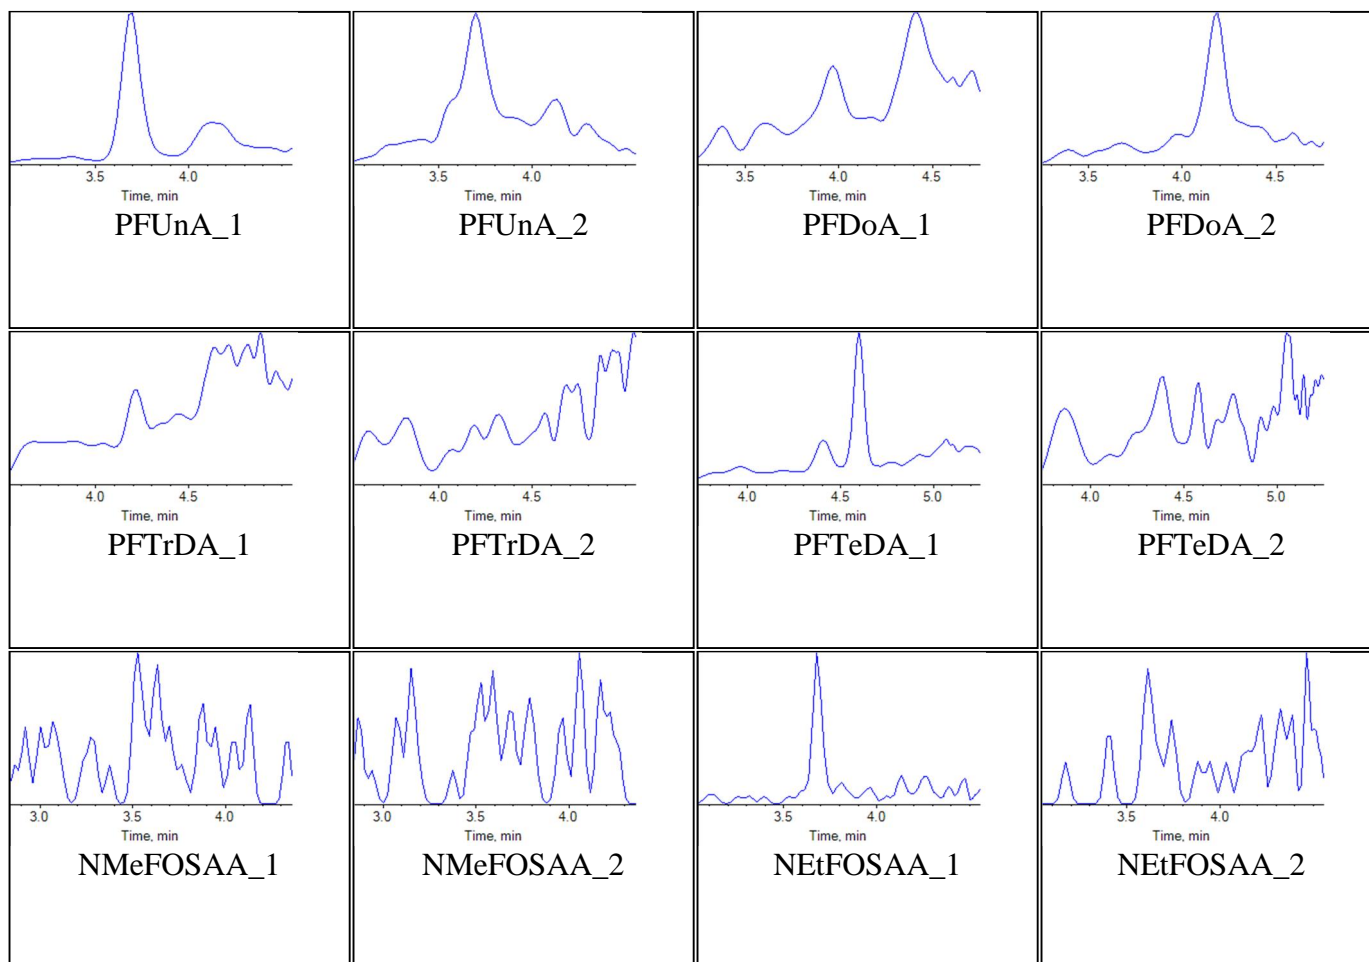 3.5 4.0
Time, min
PFUnA_1
3.5 4.0
Time, min
PFUnA_2
3.5 4.0 4.5
Time, min
PFDoA_1
3.5 4.0 4.5
Time, min
PFDoA_2
4.0 4.5
Time, min
PFTrDA_1
4.0 4.5
Time, min
PFTrDA_2
4.0 4.5 5.0
Time, min
PFTeDA_1
4.0 4.5 5.0
Time, min
PFTeDA_2
3.0 3.5 4.0
Time, min
NMeFOSAA_1
3.0 3.5 4.0
Time, min
NMeFOSAA_2
3.5 4.0
Time, min
NEtFOSAA_1
3.5 4.0
Time, min
NEtFOSAA_2